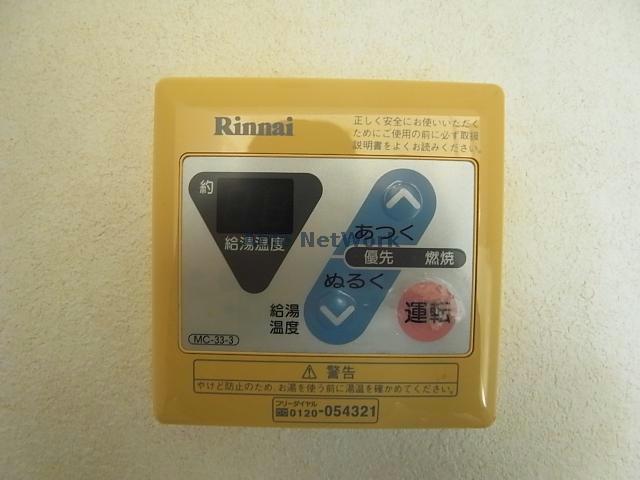 Rinnai
正しく安全にお使いいただく
ためにご使用の前に必ず取扱
説明書をよくお読みください。
約
給湯温度
あつく
NetWork
優先 燃焼
ぬるく
給湯
温度
運転
MC-33-3
⚠ 警告
やけど防止のため、お湯を使う前に湯温を確かめてください。
フリーダイヤル
0120-054321